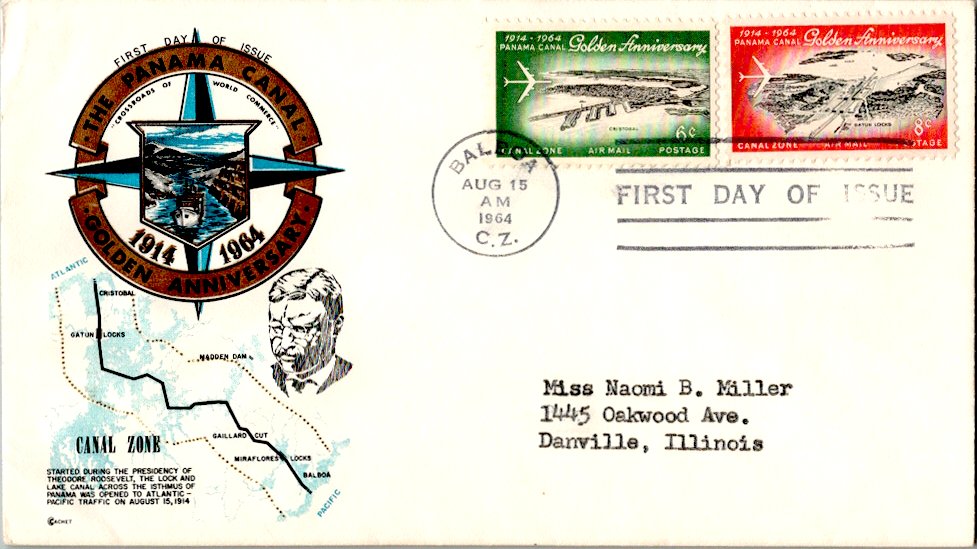 FIRST DAY OF ISSUE
THE PANAMA CANAL
"CROSSROADS OF WORLD COMMERCE"
1914 1964
GOLDEN ANNIVERSARY
1914 - 1964
PANAMA CANAL Golden Anniversary
CRISTOBAL
6¢
CANAL ZONE AIR MAIL POSTAGE
1914 - 1964
PANAMA CANAL Golden Anniversary
GATUN LOCKS
8¢
CANAL ZONE AIR MAIL POSTAGE
AUG 15
AM
1964
C.Z.
FIRST DAY OF ISSUE
ATLANTIC
CRISTOBAL
GATUN LOCKS
MADDEN DAM
GAILLARD CUT
MIRAFLORES LOCKS
BALBOA
PACIFIC
CANAL ZONE
STARTED DURING THE PRESIDENCY OF
THEODORE ROOSEVELT, THE LOCK AND
LAKE CANAL ACROSS THE ISTHMUS OF
PANAMA WAS OPENED TO ATLANTIC-
PACIFIC TRAFFIC ON AUGUST 15, 1914
CACHET
Miss Naomi B. Miller
1445 Oakwood Ave.
Danville, Illinois